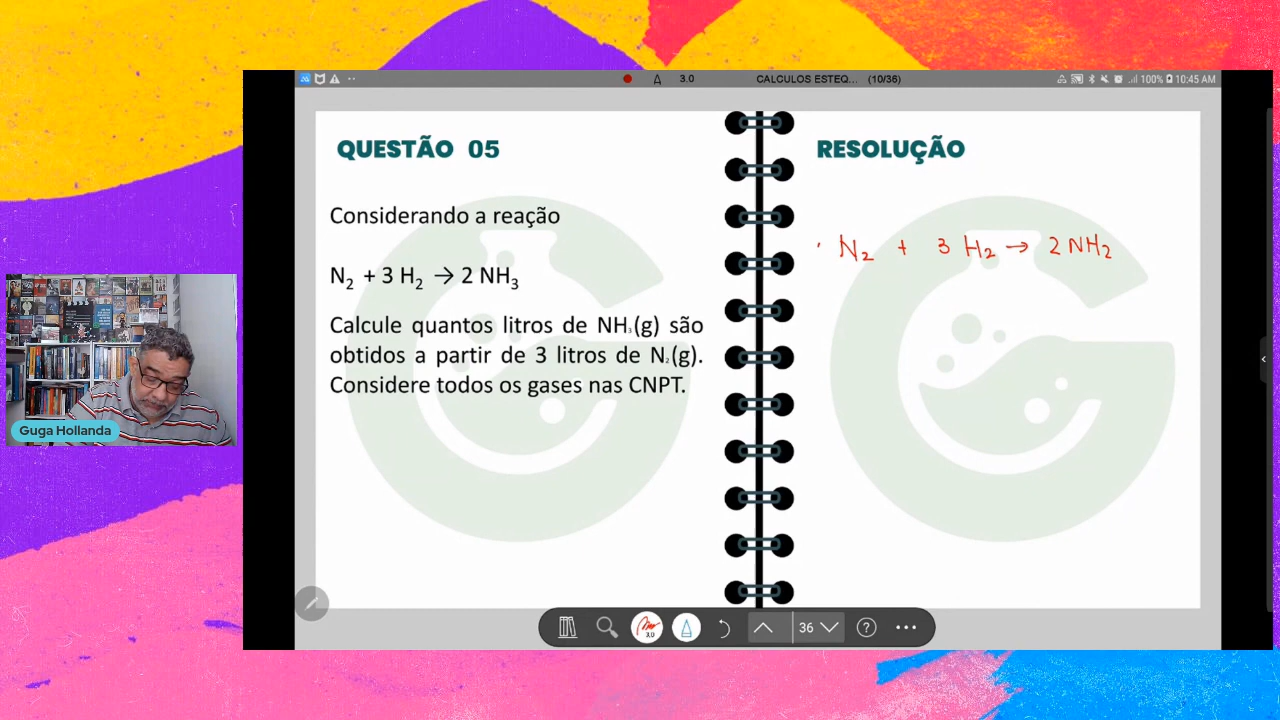 3.0 CALCULOS ESTEQ... (10/36) 100% 10:45 AM
QUESTÃO 05
Considerando a reação
N₂ + 3 H₂ → 2 NH₃
Calcule quantos litros de NH₃(g) são
obtidos a partir de 3 litros de N₂(g).
Considere todos os gases nas CNPT.
RESOLUÇÃO
N₂ + 3 H₂ → 2 NH₂
Guga Hollanda
3.0
36
?